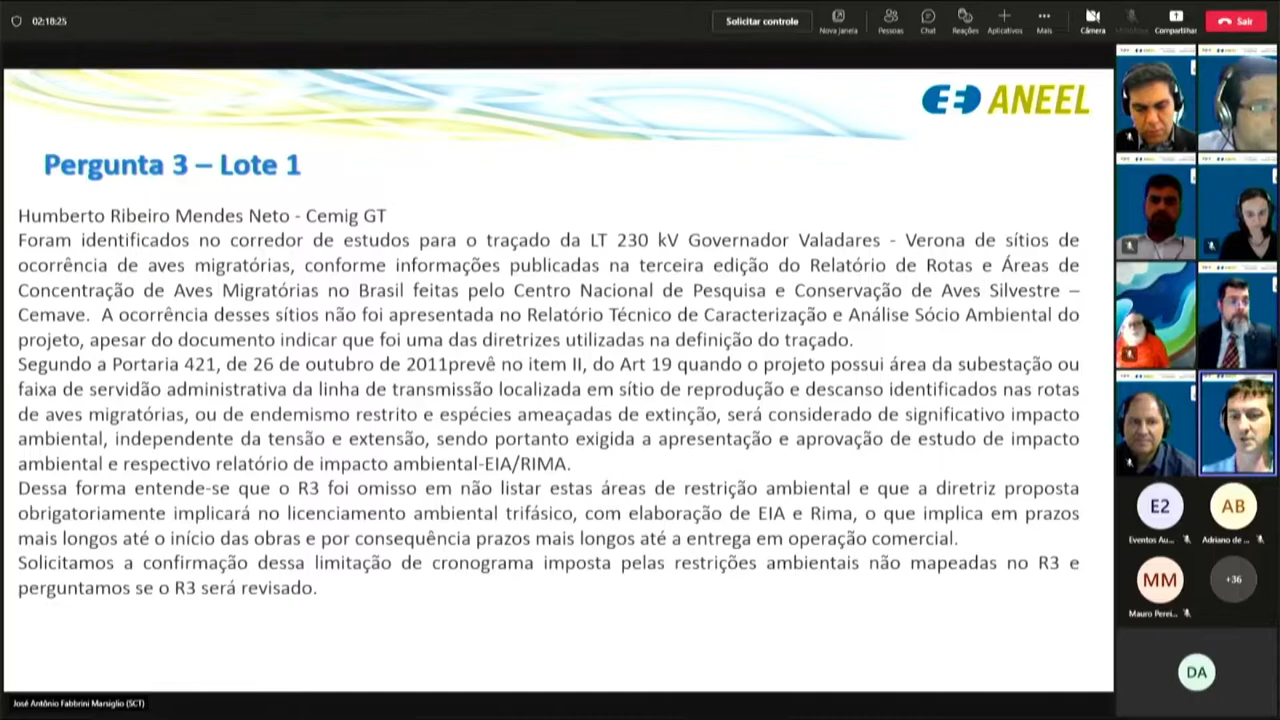 02:18:25
Solicitar controle
Nova janela
Pessoas
Chat
Reações
Aplicativos
Mais
Câmera
Compartilhar
Sair
ANEEL
Pergunta 3 – Lote 1
Humberto Ribeiro Mendes Neto - Cemig GT
Foram identificados no corredor de estudos para o traçado da LT 230 kV Governador Valadares - Verona de sítios de
ocorrência de aves migratórias, conforme informações publicadas na terceira edição do Relatório de Rotas e Áreas de
Concentração de Aves Migratórias no Brasil feitas pelo Centro Nacional de Pesquisa e Conservação de Aves Silvestre –
Cemave. A ocorrência desses sítios não foi apresentada no Relatório Técnico de Caracterização e Análise Sócio Ambiental do
projeto, apesar do documento indicar que foi uma das diretrizes utilizadas na definição do traçado.
Segundo a Portaria 421, de 26 de outubro de 2011prevê no item II, do Art 19 quando o projeto possui área da subestação ou
faixa de servidão administrativa da linha de transmissão localizada em sítio de reprodução e descanso identificados nas rotas
de aves migratórias, ou de endemismo restrito e espécies ameaçadas de extinção, será considerado de significativo impacto
ambiental, independente da tensão e extensão, sendo portanto exigida a apresentação e aprovação de estudo de impacto
ambiental e respectivo relatório de impacto ambiental-EIA/RIMA.
Dessa forma entende-se que o R3 foi omisso em não listar estas áreas de restrição ambiental e que a diretriz proposta
obrigatoriamente implicará no licenciamento ambiental trifásico, com elaboração de EIA e Rima, o que implica em prazos
mais longos até o início das obras e por consequência prazos mais longos até a entrega em operação comercial.
Solicitamos a confirmação dessa limitação de cronograma imposta pelas restrições ambientais não mapeadas no R3 e
perguntamos se o R3 será revisado.
E2
AB
Eventos Au...
Adriano de ...
MM
+36
Mauro Perei...
DA
José Antônio Fabbrini Marsiglio (SCT)